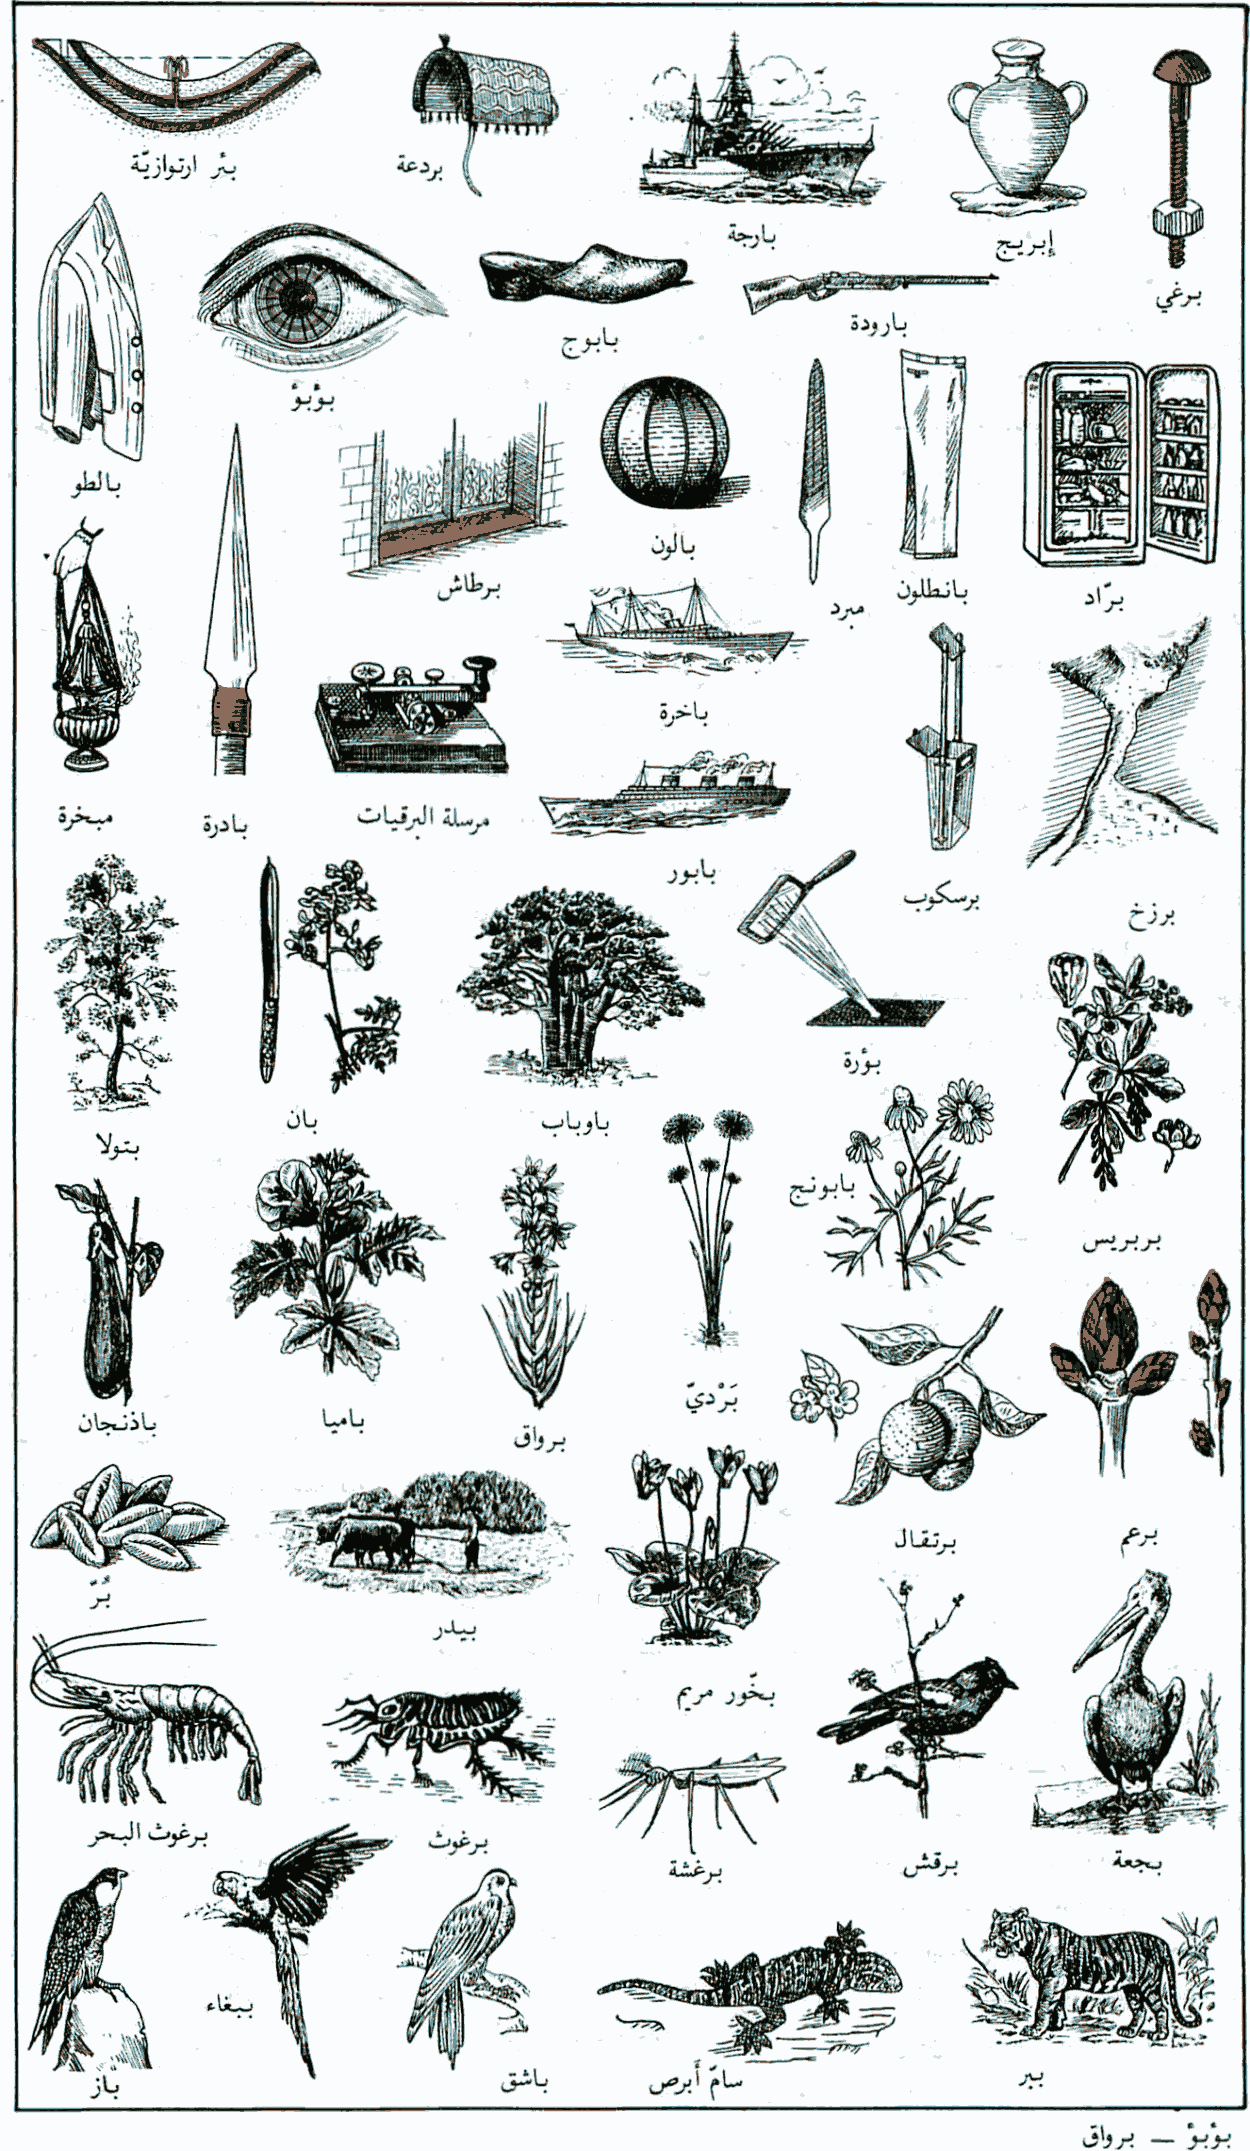 برغي
إبريج
بارجة
بردعة
بئر ارتوازيّة
بارودة
بابوج
بؤبؤ
بالطو
برّاد
بانطلون
مبرد
بالون
برطاش
برزخ
برسكوب
باخرة
بابور
مرسلة البرقيات
بادرة
مبخرة
بربريس
بؤرة
بابونج
باوباب
بان
بتولا
برعم
برتقال
بَرْديّ
برواق
باميا
باذنجان
بجعة
برقش
بخّور مريم
بيدر
بُرّ
برغشة
برغوث
برغوث البحر
ببر
سامّ أبرص
باشق
ببغاء
باز
بؤبؤ — برواق